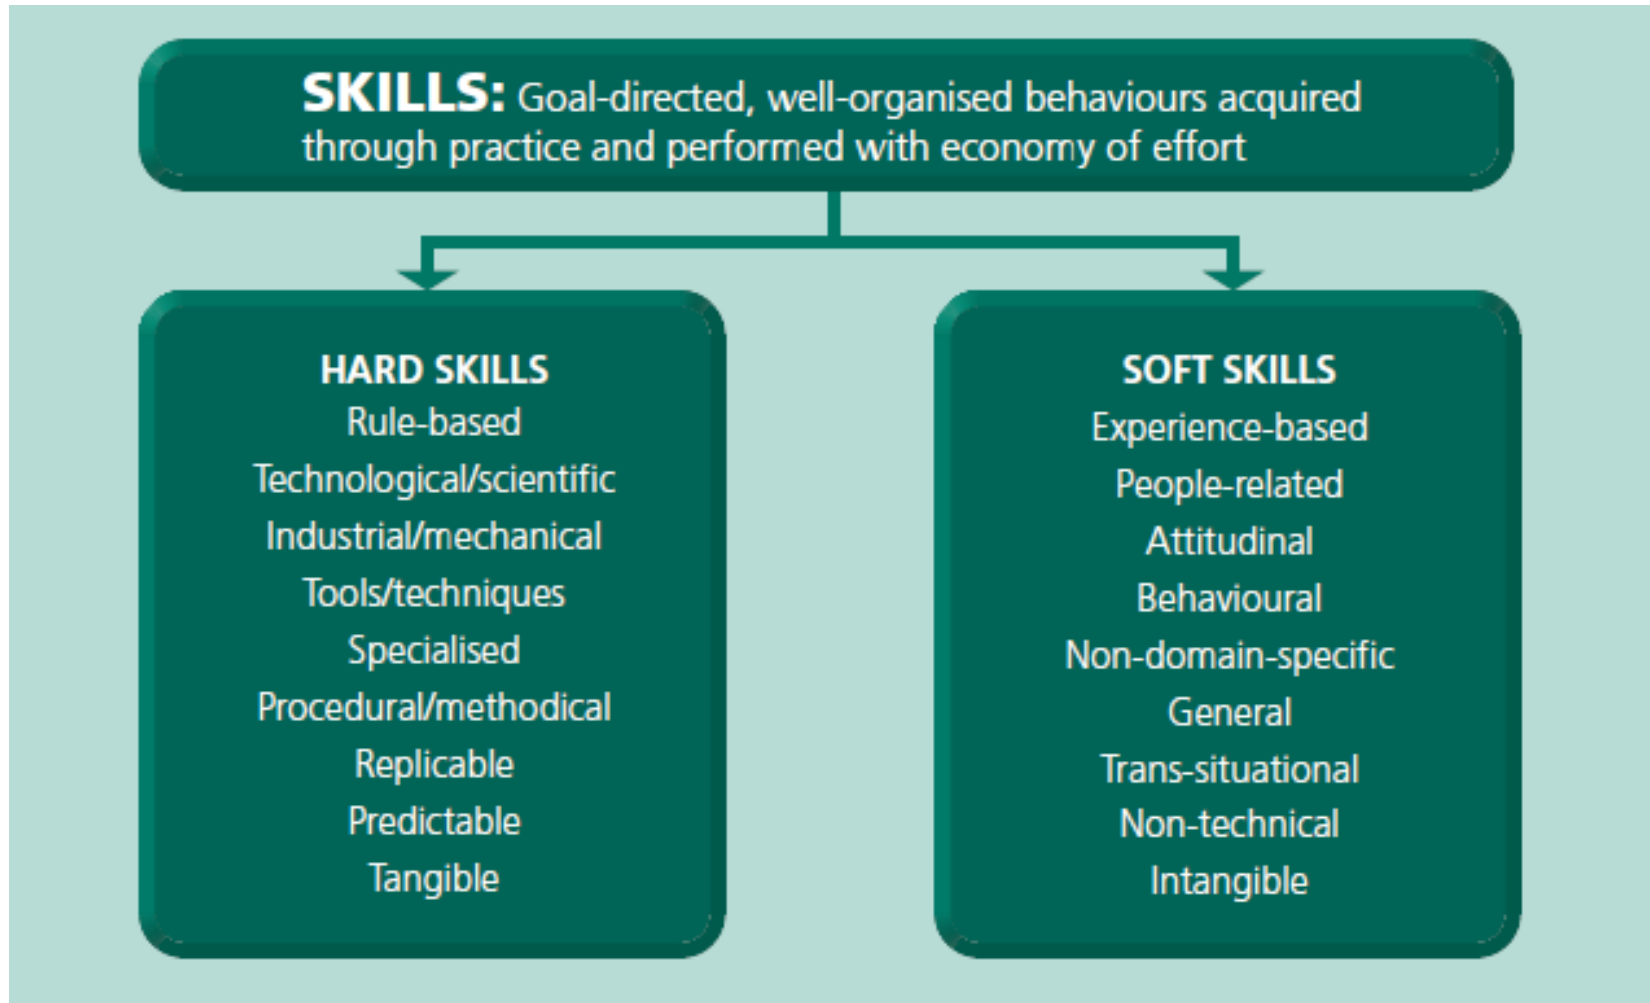 SKILLS: Goal-directed, well-organised behaviours acquired
through practice and performed with economy of effort
HARD SKILLS
Rule-based
Technological/scientific
Industrial/mechanical
Tools/techniques
Specialised
Procedural/methodical
Replicable
Predictable
Tangible
SOFT SKILLS
Experience-based
People-related
Attitudinal
Behavioural
Non-domain-specific
General
Trans-situational
Non-technical
Intangible